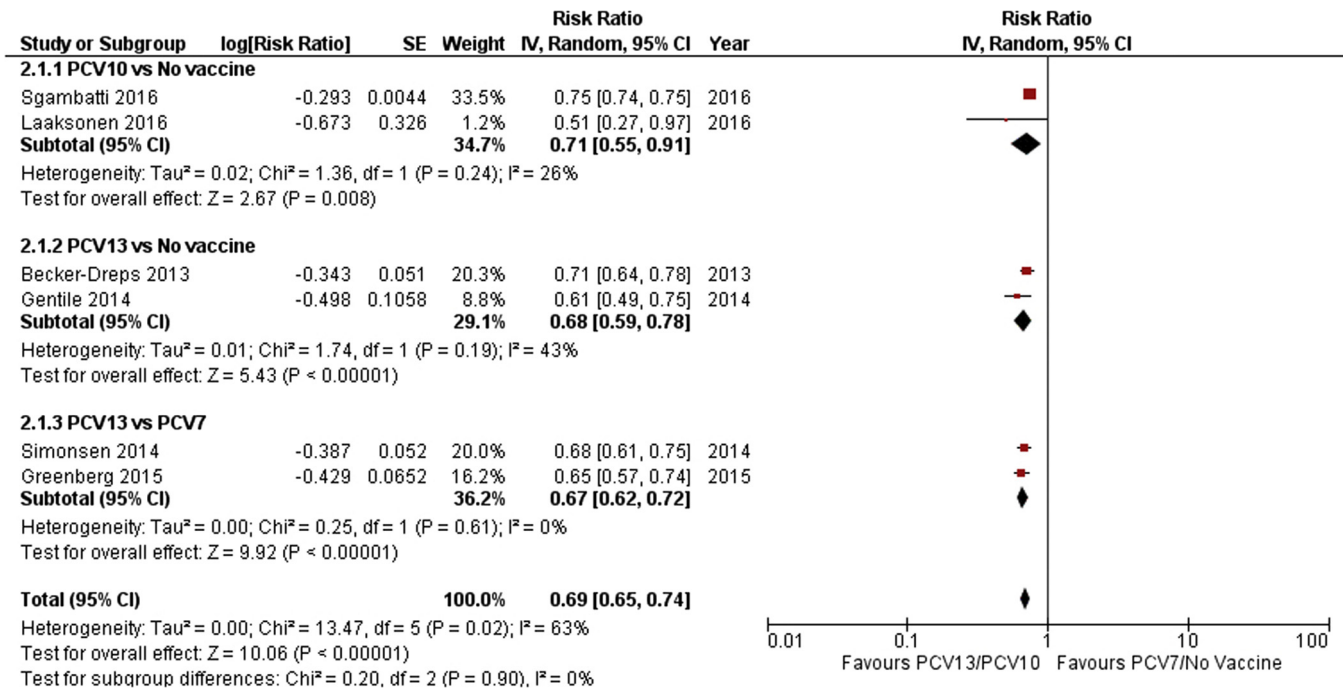 Risk Ratio Risk Ratio
Study or Subgroup log[Risk Ratio] SE Weight IV, Random, 95% CI Year IV, Random, 95% CI
2.1.1 PCV10 vs No vaccine
Sgambatti 2016 -0.293 0.0044 33.5% 0.75 [0.74, 0.75] 2016
Laaksonen 2016 -0.673 0.326 1.2% 0.51 [0.27, 0.97] 2016
Subtotal (95% CI) 34.7% 0.71 [0.55, 0.91]
Heterogeneity: Tau² = 0.02; Chi² = 1.36, df = 1 (P = 0.24); I² = 26%
Test for overall effect: Z = 2.67 (P = 0.008)
2.1.2 PCV13 vs No vaccine
Becker-Dreps 2013 -0.343 0.051 20.3% 0.71 [0.64, 0.78] 2013
Gentile 2014 -0.498 0.1058 8.8% 0.61 [0.49, 0.75] 2014
Subtotal (95% CI) 29.1% 0.68 [0.59, 0.78]
Heterogeneity: Tau² = 0.01; Chi² = 1.74, df = 1 (P = 0.19); I² = 43%
Test for overall effect: Z = 5.43 (P < 0.00001)
2.1.3 PCV13 vs PCV7
Simonsen 2014 -0.387 0.052 20.0% 0.68 [0.61, 0.75] 2014
Greenberg 2015 -0.429 0.0652 16.2% 0.65 [0.57, 0.74] 2015
Subtotal (95% CI) 36.2% 0.67 [0.62, 0.72]
Heterogeneity: Tau² = 0.00; Chi² = 0.25, df = 1 (P = 0.61); I² = 0%
Test for overall effect: Z = 9.92 (P < 0.00001)
Total (95% CI) 100.0% 0.69 [0.65, 0.74]
Heterogeneity: Tau² = 0.00; Chi² = 13.47, df = 5 (P = 0.02); I² = 63%
Test for overall effect: Z = 10.06 (P < 0.00001)
Test for subgroup differences: Chi² = 0.20, df = 2 (P = 0.90), I² = 0%
0.01 0.1 1 10 100
Favours PCV13/PCV10 Favours PCV7/No Vaccine